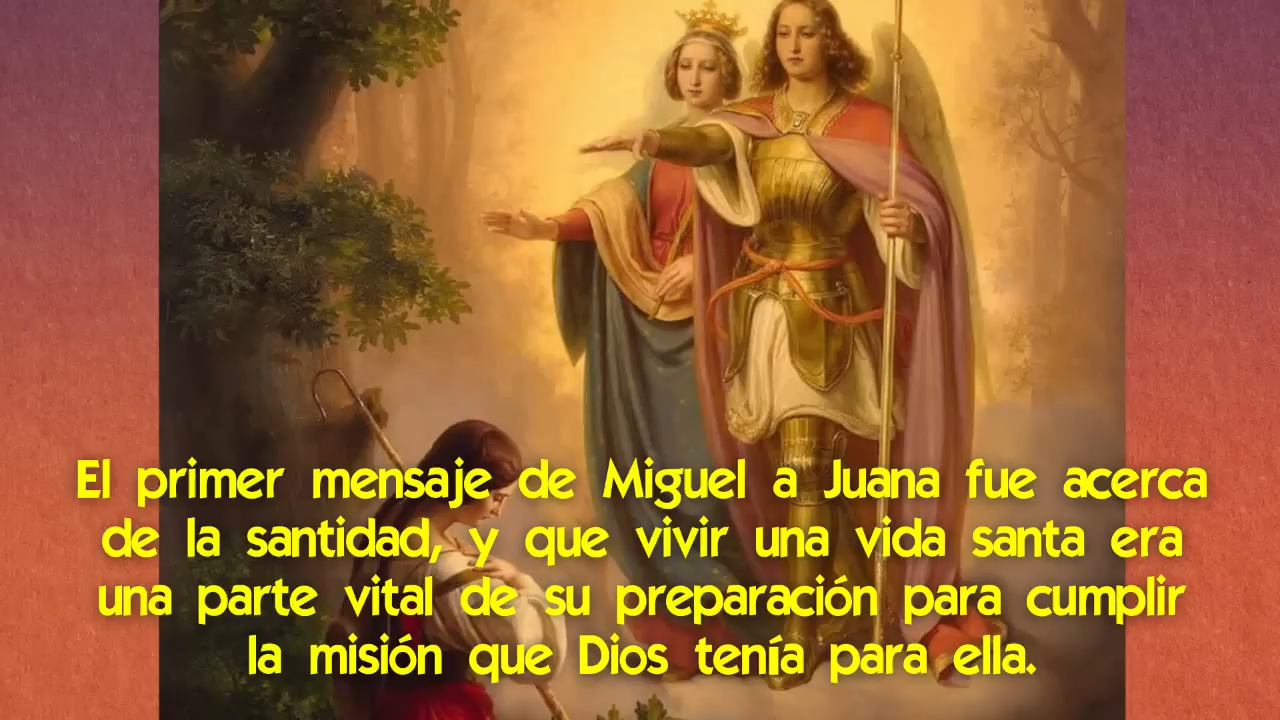 El primer mensaje de Miguel a Juana fue acerca
de la santidad, y que vivir una vida santa era
una parte vital de su preparación para cumplir
la misión que Dios tenía para ella.